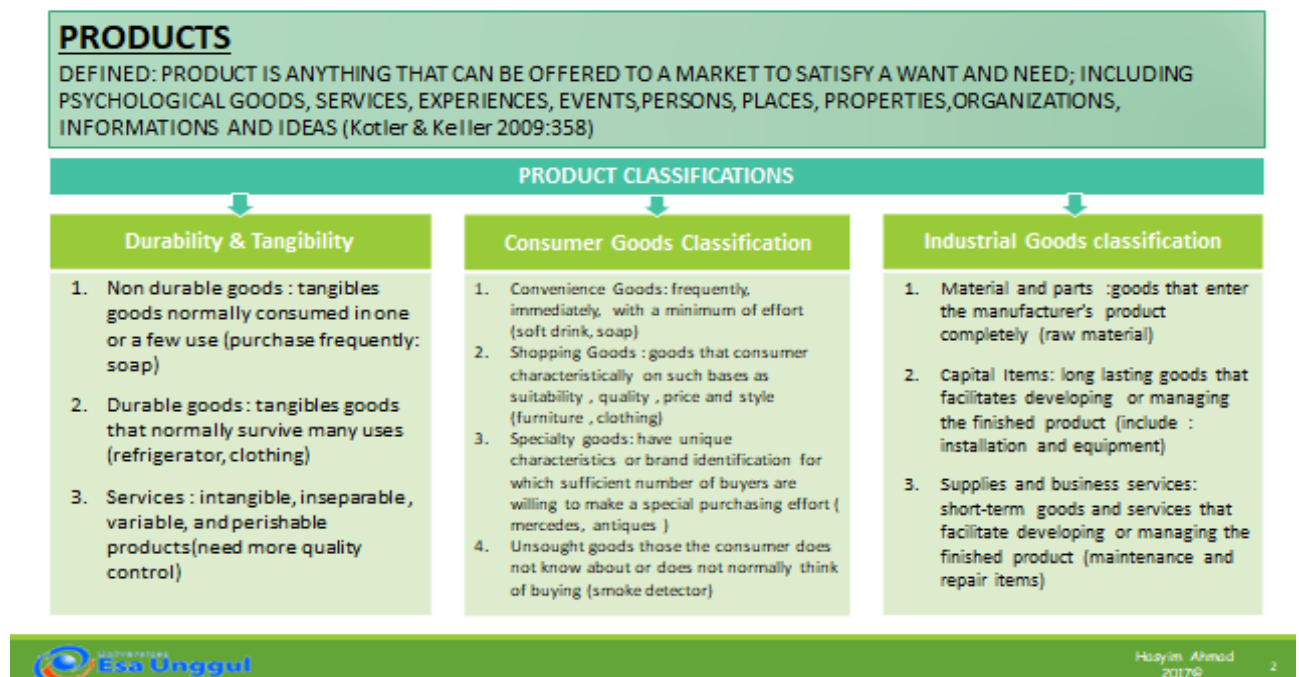 PRODUCTS
DEFINED: PRODUCT IS ANYTHING THAT CAN BE OFFERED TO A MARKET TO SATISFY A WANT AND NEED; INCLUDING
PSYCHOLOGICAL GOODS, SERVICES, EXPERIENCES, EVENTS,PERSONS, PLACES, PROPERTIES,ORGANIZATIONS,
INFORMATIONS AND IDEAS (Kotler & Keller 2009:358)
PRODUCT CLASSIFICATIONS
Durability & Tangibility
1. Non durable goods : tangibles
goods normally consumed in one
or a few use (purchase frequently:
soap)
2. Durable goods : tangibles goods
that normally survive many uses
(refrigerator, clothing)
3. Services : intangible, inseparable,
variable, and perishable
products(need more quality
control)
Consumer Goods Classification
1. Convenience Goods: frequently,
immediately, with a minimum of effort
(soft drink, soap)
2. Shopping Goods : goods that consumer
characteristically on such bases as
suitability , quality , price and style
(furniture , clothing)
3. Specialty goods: have unique
characteristics or brand identification for
which sufficient number of buyers are
willing to make a special purchasing effort (
mercedes, antiques )
4. Unsought goods those the consumer does
not know about or does not normally think
of buying (smoke detector)
Industrial Goods classification
1. Material and parts :goods that enter
the manufacturer's product
completely (raw material)
2. Capital Items: long lasting goods that
facilitates developing or managing
the finished product (include :
installation and equipment)
3. Supplies and business services:
short-term goods and services that
facilitate developing or managing the
finished product (maintenance and
repair items)
Universitas
Esa Unggul
Hasyim Ahmad
2017©
2